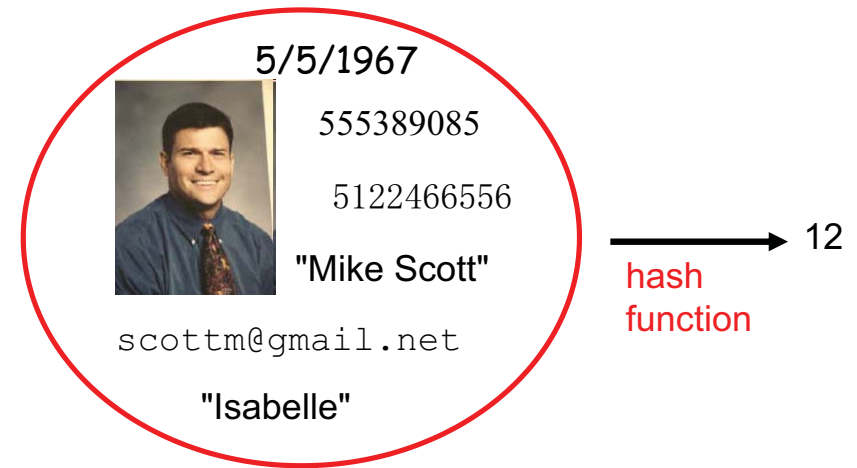 5/5/1967
555389085
5122466556
"Mike Scott"
scottm@gmail.net
"Isabelle"
12
hash
function